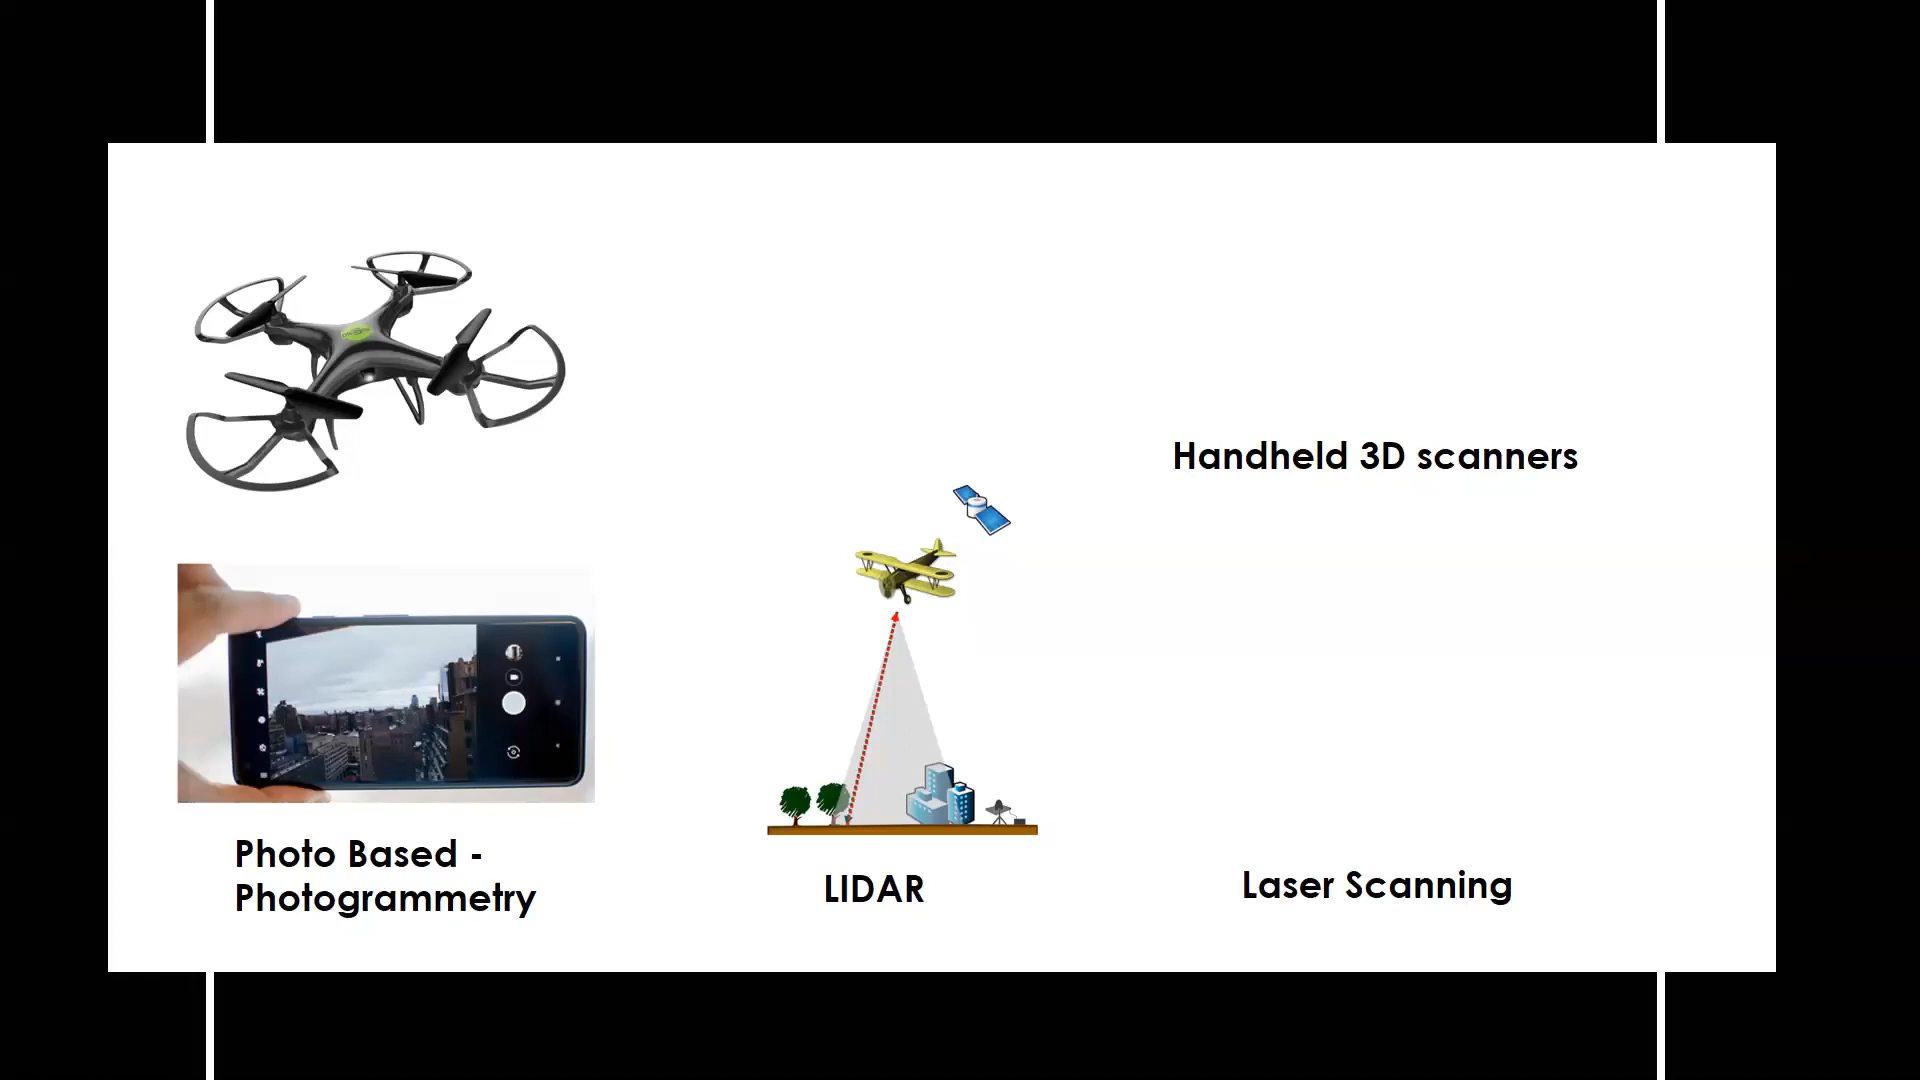 Handheld 3D scanners
Photo Based -
Photogrammetry
LIDAR
Laser Scanning